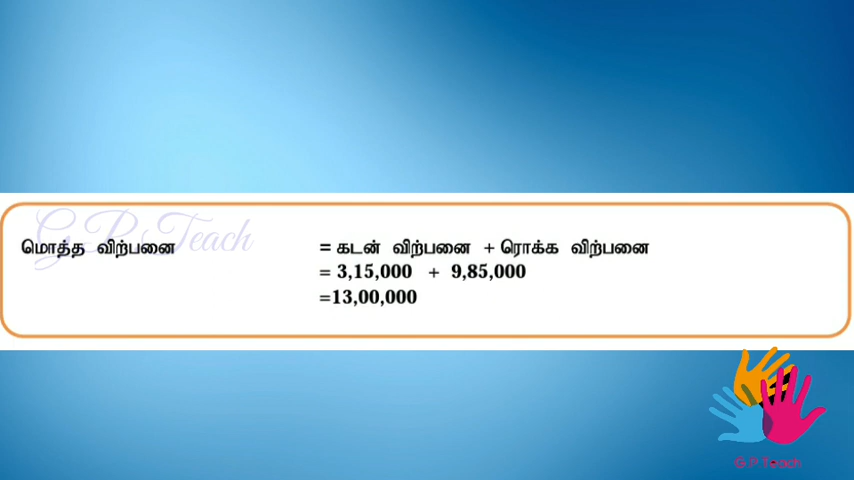 G.P. Teach
மொத்த விற்பனை = கடன் விற்பனை + ரொக்க விற்பனை
= 3,15,000 + 9,85,000
=13,00,000
G.P Teach